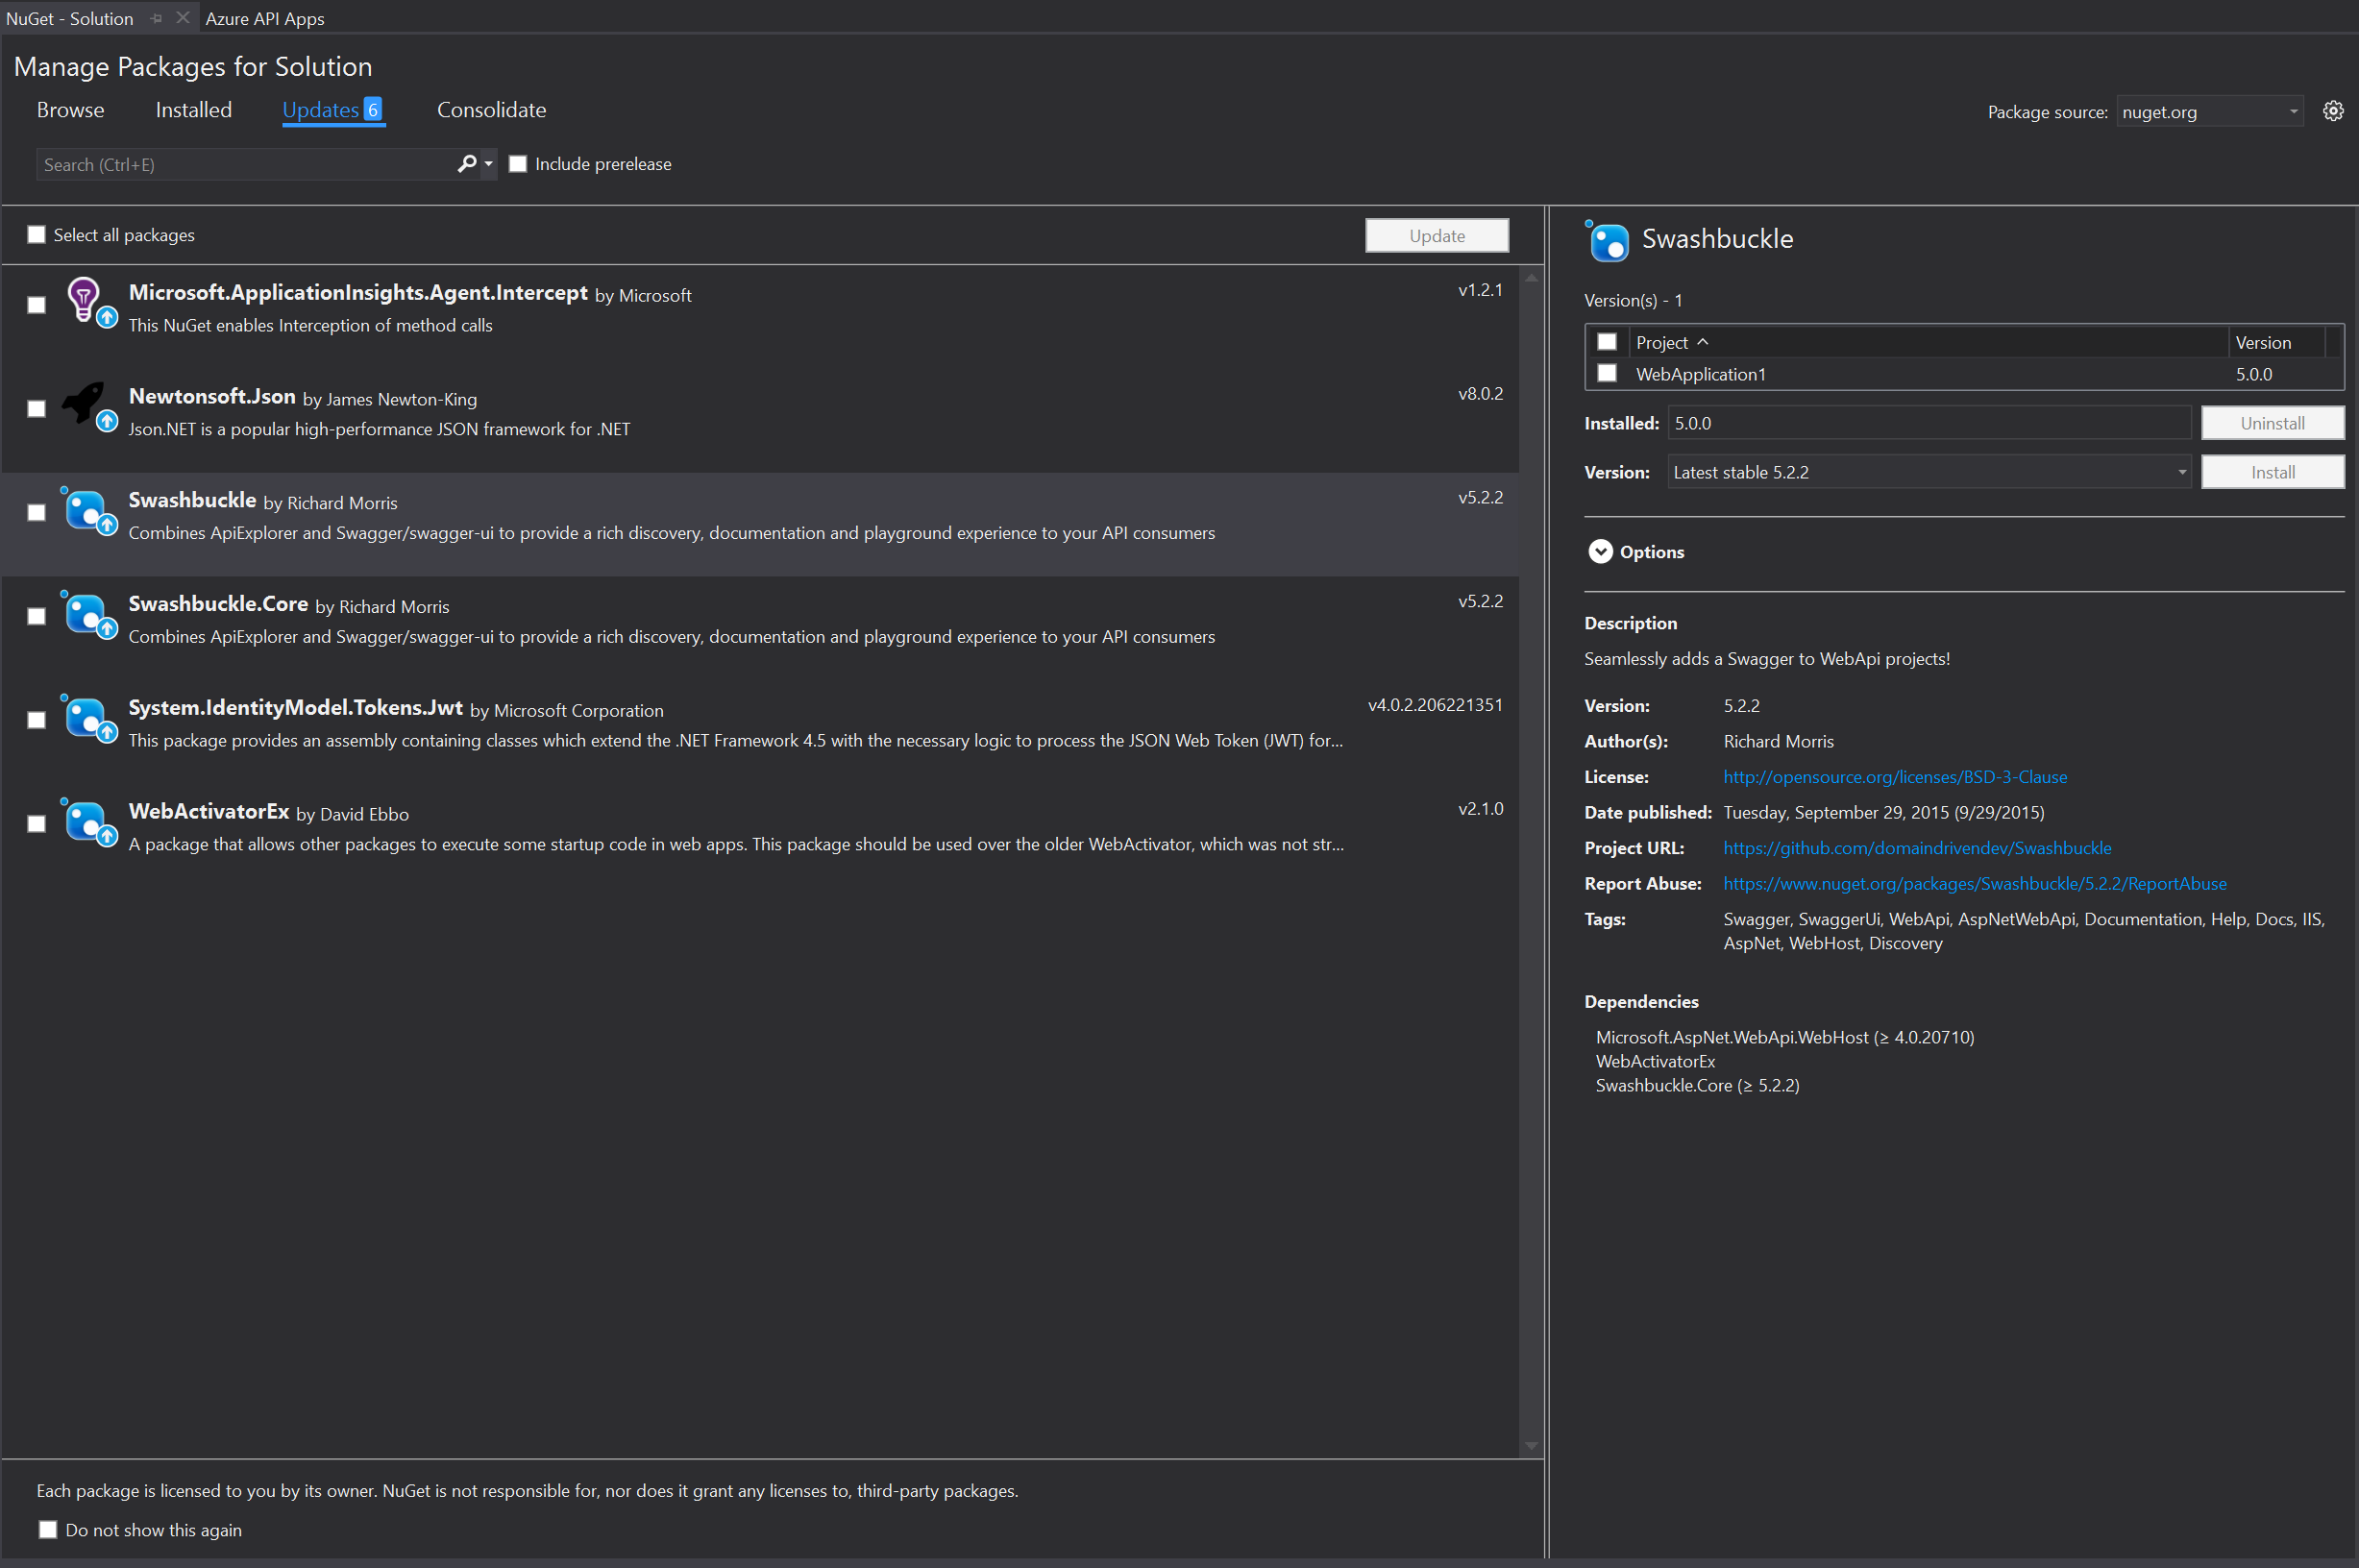 NuGet - Solution
Azure API Apps
Manage Packages for Solution
Browse
Installed
Updates 6
Consolidate
Package source: nuget.org
Search (Ctrl+E)
Include prerelease
Select all packages
Update
Microsoft.ApplicationInsights.Agent.Intercept by Microsoft
v1.2.1
This NuGet enables Interception of method calls
Newtonsoft.Json by James Newton-King
v8.0.2
Json.NET is a popular high-performance JSON framework for .NET
Swashbuckle by Richard Morris
v5.2.2
Combines ApiExplorer and Swagger/swagger-ui to provide a rich discovery, documentation and playground experience to your API consumers
Swashbuckle.Core by Richard Morris
v5.2.2
Combines ApiExplorer and Swagger/swagger-ui to provide a rich discovery, documentation and playground experience to your API consumers
System.IdentityModel.Tokens.Jwt by Microsoft Corporation
v4.0.2.206221351
This package provides an assembly containing classes which extend the .NET Framework 4.5 with the necessary logic to process the JSON Web Token (JWT) for...
WebActivatorEx by David Ebbo
v2.1.0
A package that allows other packages to execute some startup code in web apps. This package should be used over the older WebActivator, which was not str...
Each package is licensed to you by its owner. NuGet is not responsible for, nor does it grant any licenses to, third-party packages.
Do not show this again
Swashbuckle
Version(s) - 1
Project
Version
WebApplication1
5.0.0
Installed: 5.0.0
Uninstall
Version: Latest stable 5.2.2
Install
Options
Description
Seamlessly adds a Swagger to WebApi projects!
Version: 5.2.2
Author(s): Richard Morris
License: http://opensource.org/licenses/BSD-3-Clause
Date published: Tuesday, September 29, 2015 (9/29/2015)
Project URL: https://github.com/domaindrivendev/Swashbuckle
Report Abuse: https://www.nuget.org/packages/Swashbuckle/5.2.2/ReportAbuse
Tags: Swagger, SwaggerUi, WebApi, AspNetWebApi, Documentation, Help, Docs, IIS,
AspNet, WebHost, Discovery
Dependencies
Microsoft.AspNet.WebApi.WebHost (≥ 4.0.20710)
WebActivatorEx
Swashbuckle.Core (≥ 5.2.2)